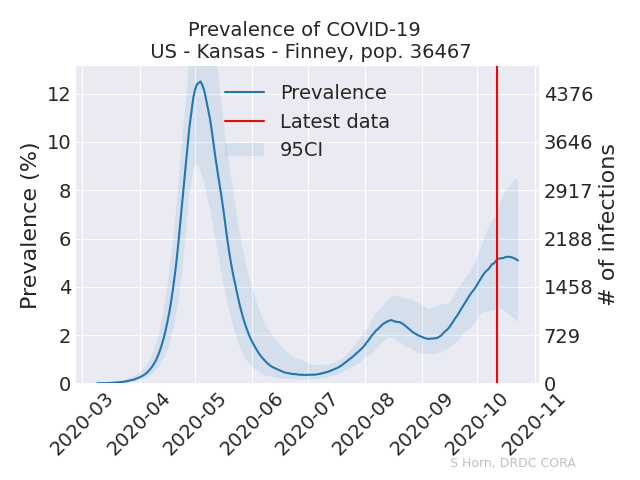 Prevalence of COVID-19
US - Kansas - Finney, pop. 36467
Prevalence
Latest data
95CI
Prevalence (%)
12
10
8
6
4
2
0
4376
3646
2917
2188
1458
729
0
# of infections
2020-03
2020-04
2020-05
2020-06
2020-07
2020-08
2020-09
2020-10
2020-11
S Horn, DRDC CORA